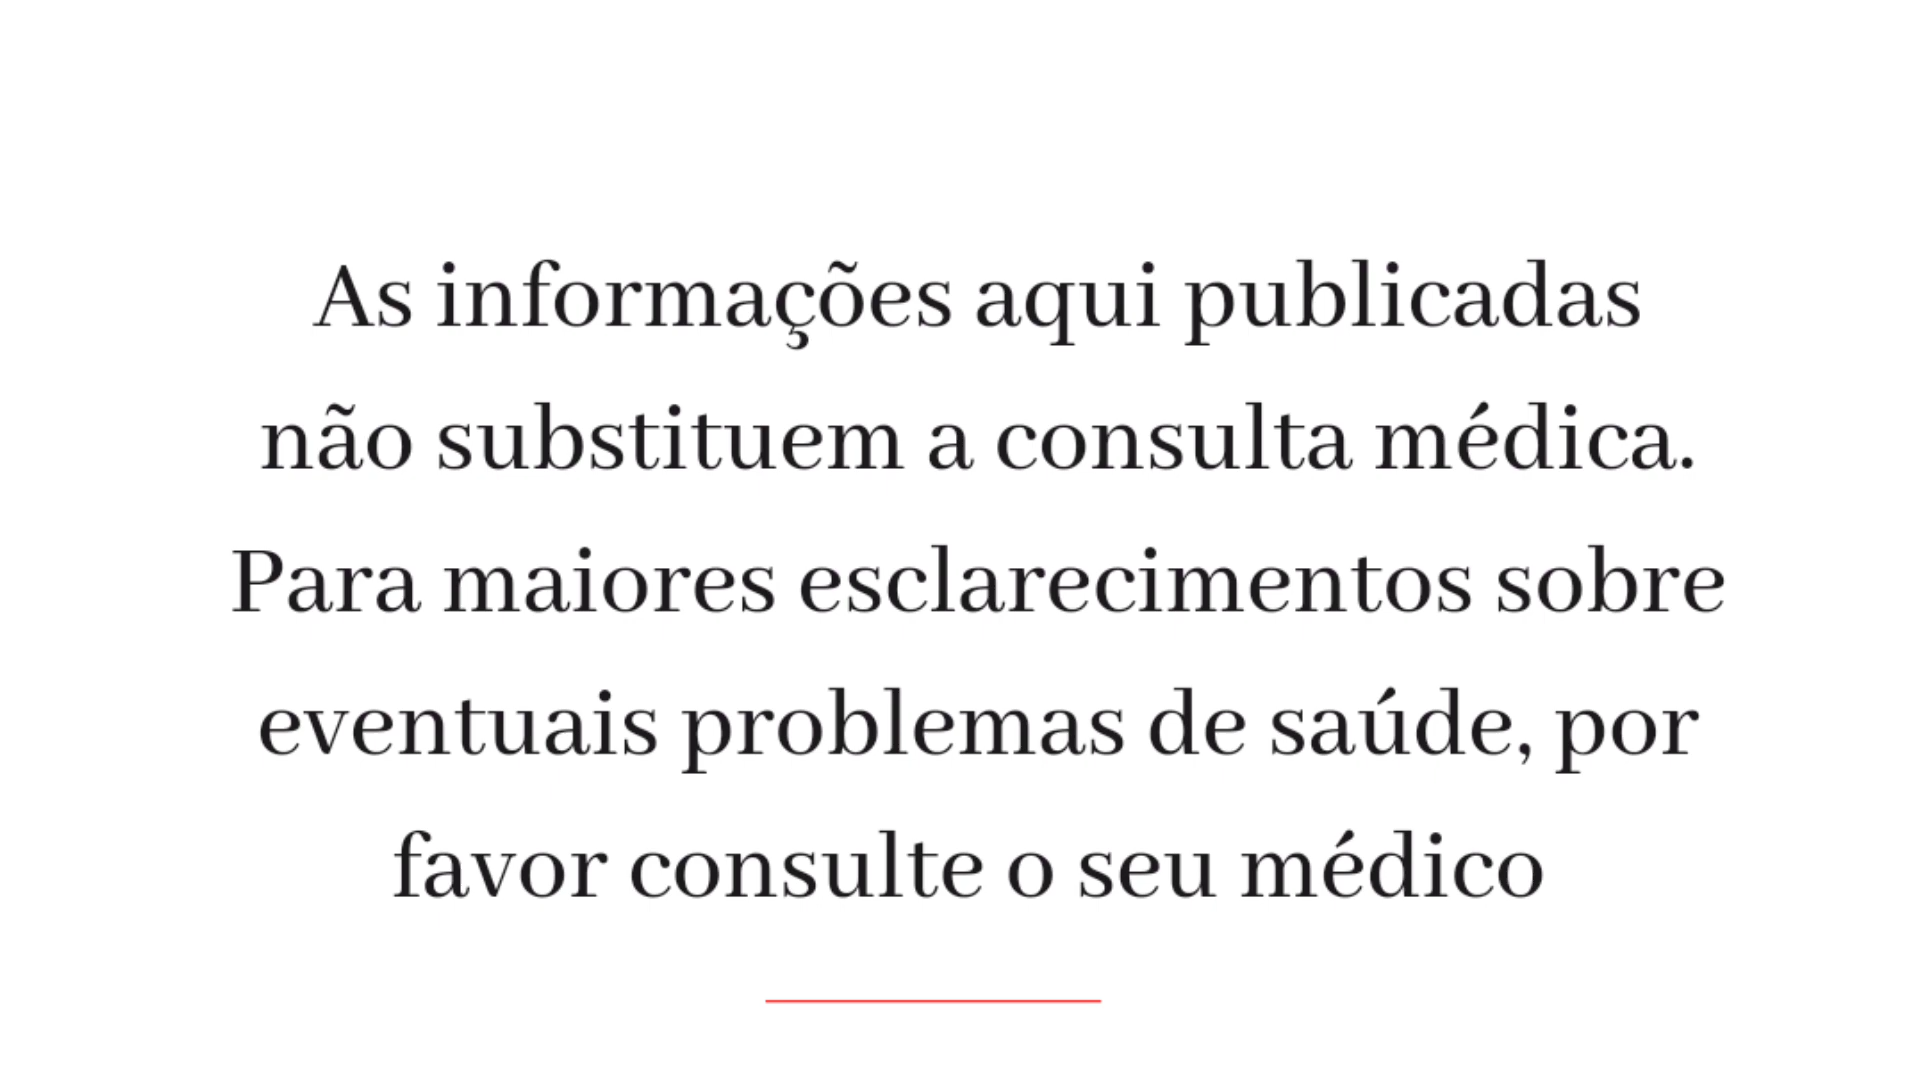 As informações aqui publicadas
não substituem a consulta médica.
Para maiores esclarecimentos sobre
eventuais problemas de saúde, por
favor consulte o seu médico